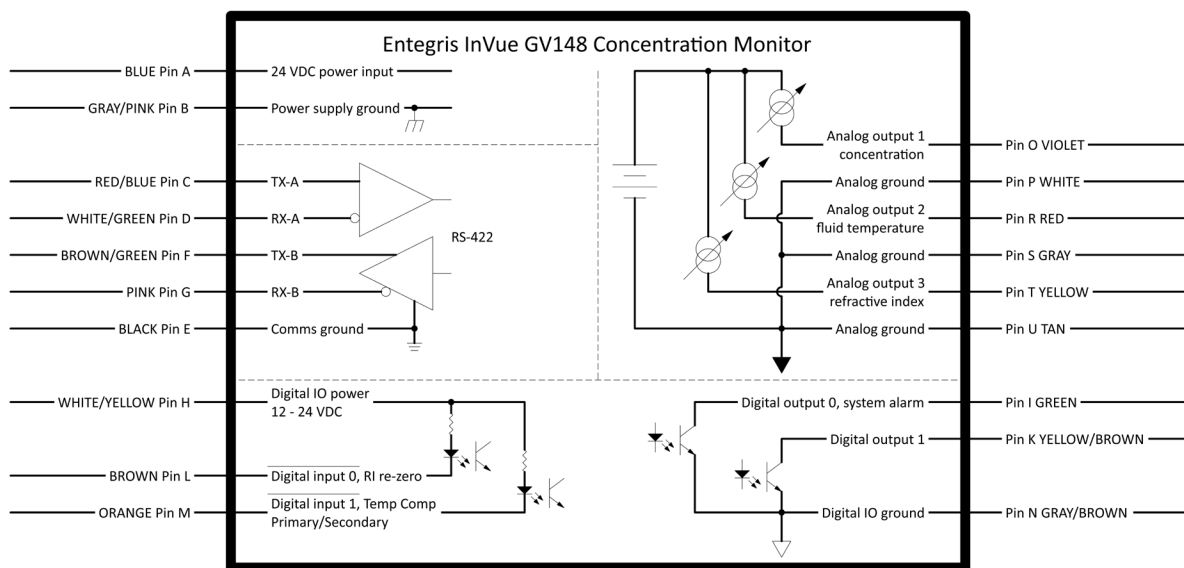 Entegris InVue GV148 Concentration Monitor
BLUE Pin A
24 VDC power input
GRAY/PINK Pin B
Power supply ground
RED/BLUE Pin C
TX-A
WHITE/GREEN Pin D
RX-A
BROWN/GREEN Pin F
TX-B
PINK Pin G
RX-B
RS-422
BLACK Pin E
Comms ground
WHITE/YELLOW Pin H
Digital IO power
12 - 24 VDC
BROWN Pin L
Digital input 0, RI re-zero
ORANGE Pin M
Digital input 1, Temp Comp
Primary/Secondary
Analog output 1
concentration
Pin O VIOLET
Analog ground
Pin P WHITE
Analog output 2
fluid temperature
Pin R RED
Analog ground
Pin S GRAY
Analog output 3
refractive index
Pin T YELLOW
Analog ground
Pin U TAN
Digital output 0, system alarm
Pin I GREEN
Digital output 1
Pin K YELLOW/BROWN
Digital IO ground
Pin N GRAY/BROWN